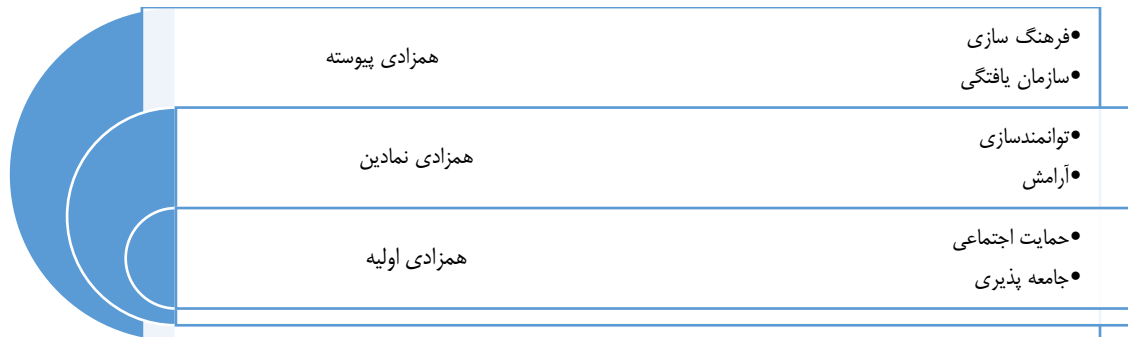 •فرهنگ سازی
•سازمان یافتگی
همزادی پیوسته
•توانمندسازی
•آرامش
همزادی نمادین
•حمایت اجتماعی
•جامعه پذیری
همزادی اولیه